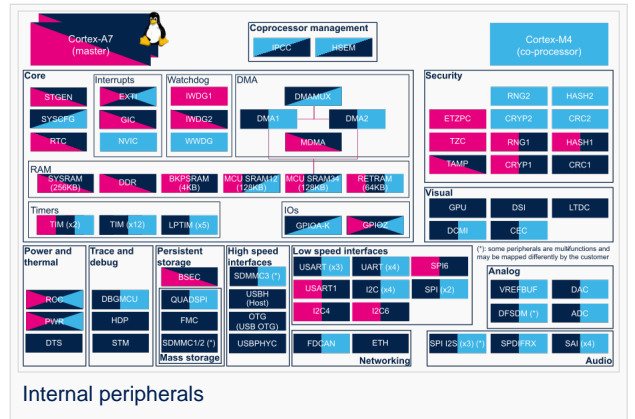 Cortex-A7
(master)
Coprocessor management
IPCC
HSEM
Cortex-M4
(co-processor)
Core
Interrupts
Watchdog
DMA
Security
STGEN
EXTI
IWDG1
DMAMUX
RNG2
HASH2
SYSCFG
GIC
IWDG2
DMA1
DMA2
ETZPC
CRYP2
CRC2
RTC
NVIC
WWDG
MDMA
TZC
RNG1
HASH1
TAMP
CRYP1
CRC1
RAM
SYSRAM
(256KB)
DDR
BKPSRAM
(4KB)
MCU SRAM12
(128KB)
MCU SRAM34
(128KB)
RETRAM
(64KB)
Visual
GPU
DSI
LTDC
DCMI
CEC
Timers
TIM (x2)
TIM (x12)
LPTIM (x5)
IOs
GPIOA-K
GPIOZ
Power and
thermal
ROC
PWR
DTS
Trace and
debug
DBGMCU
HDP
STM
Persistent
storage
BSEC
QUADSPI
FMC
SDMMC1/2 (*)
Mass storage
High speed
interfaces
SDMMC3 (*)
USBH
(Host)
OTG
(USB OTG)
USBPHYC
Low speed interfaces
USART (x3)
UART (x4)
SPI6
USART1
I2C (x4)
SPI (x2)
I2C4
I2C6
FDCAN
ETH
Networking
(*): some peripherals are multifunctions and
may be mapped differently by the customer
Analog
VREFBUF
DAC
DFSDM (*)
ADC
SPI I2S (x3) (*)
SPDIFRX
SAI (x4)
Audio
Internal peripherals